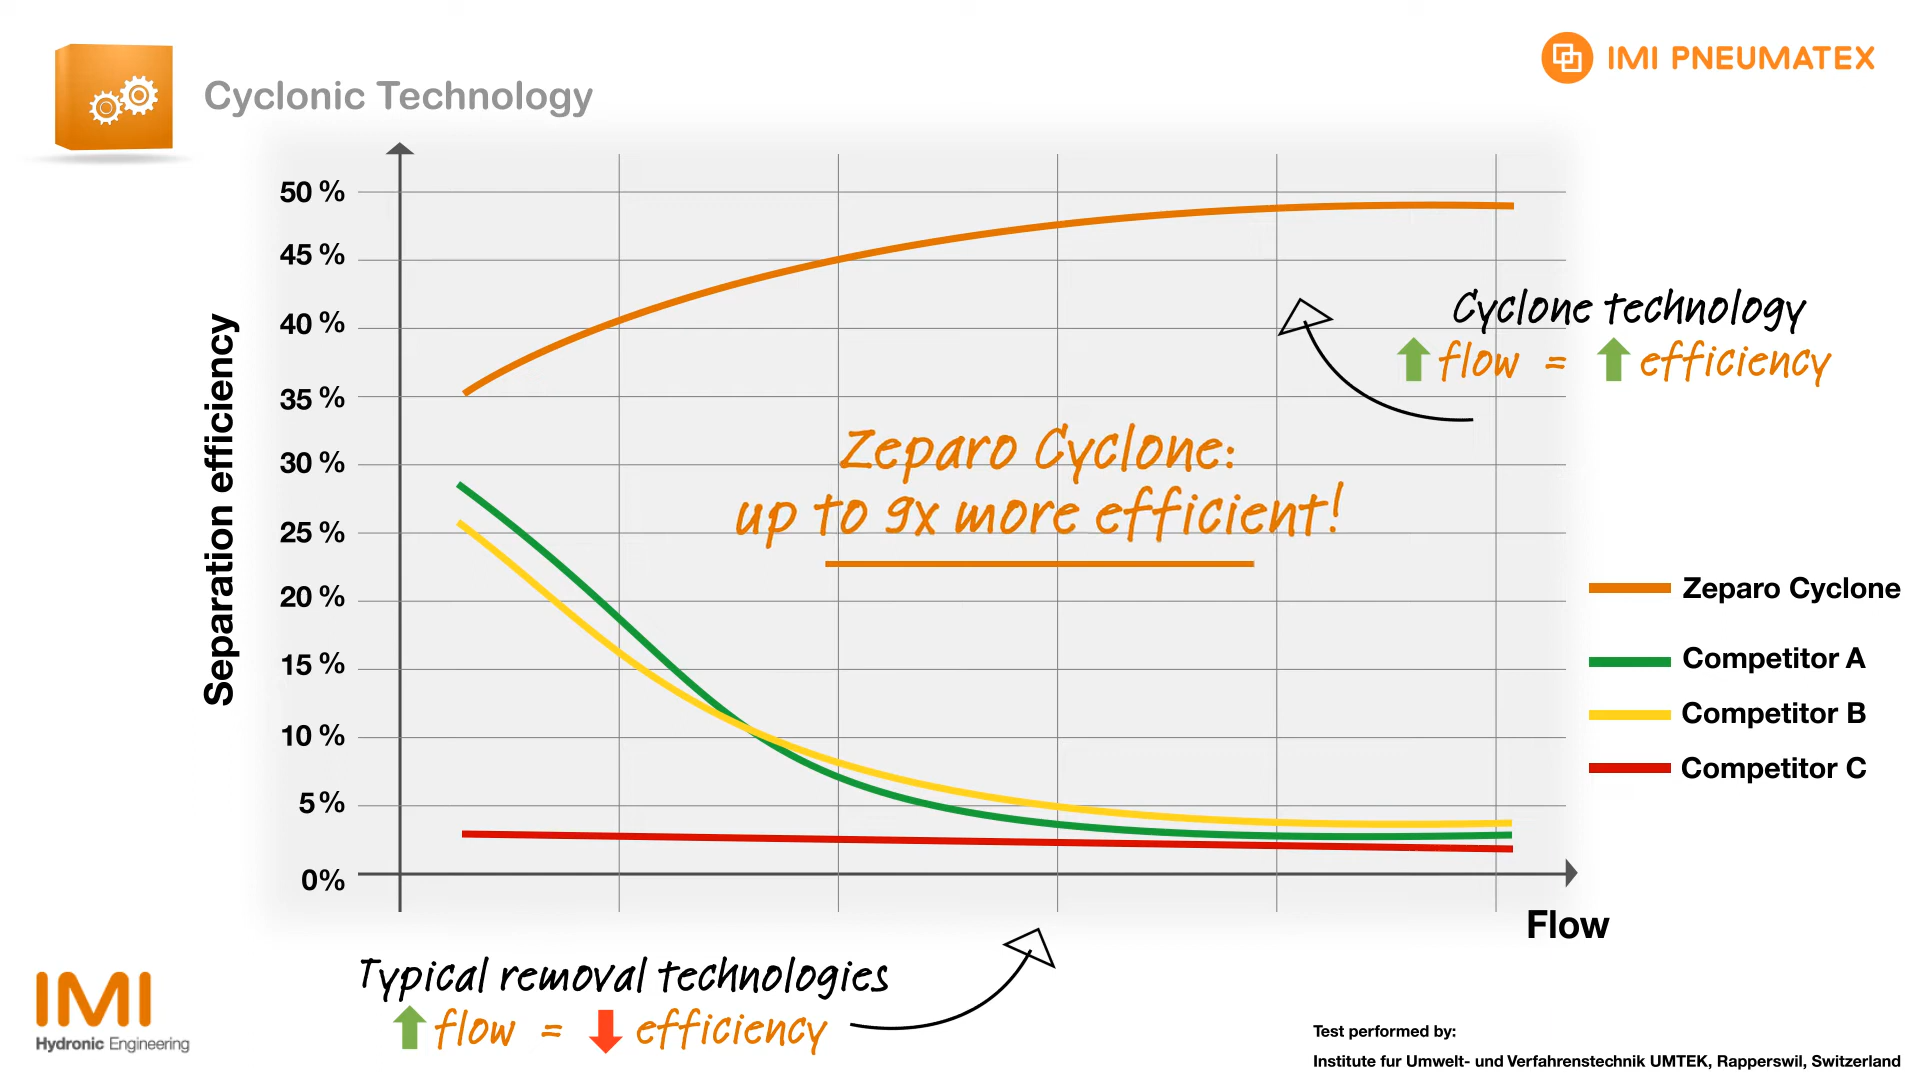 IMI PNEUMATEX
Cyclonic Technology
50 %
45 %
40 %
35 %
30 %
25 %
20 %
15 %
10 %
5 %
0%
Separation efficiency
Cyclone technology
flow = efficiency
Zeparo Cyclone:
up to 9x more efficient!
Zeparo Cyclone
Competitor A
Competitor B
Competitor C
Flow
Typical removal technologies
flow = efficiency
IMI
Hydronic Engineering
Test performed by:
Institute fur Umwelt- und Verfahrenstechnik UMTEK, Rapperswil, Switzerland